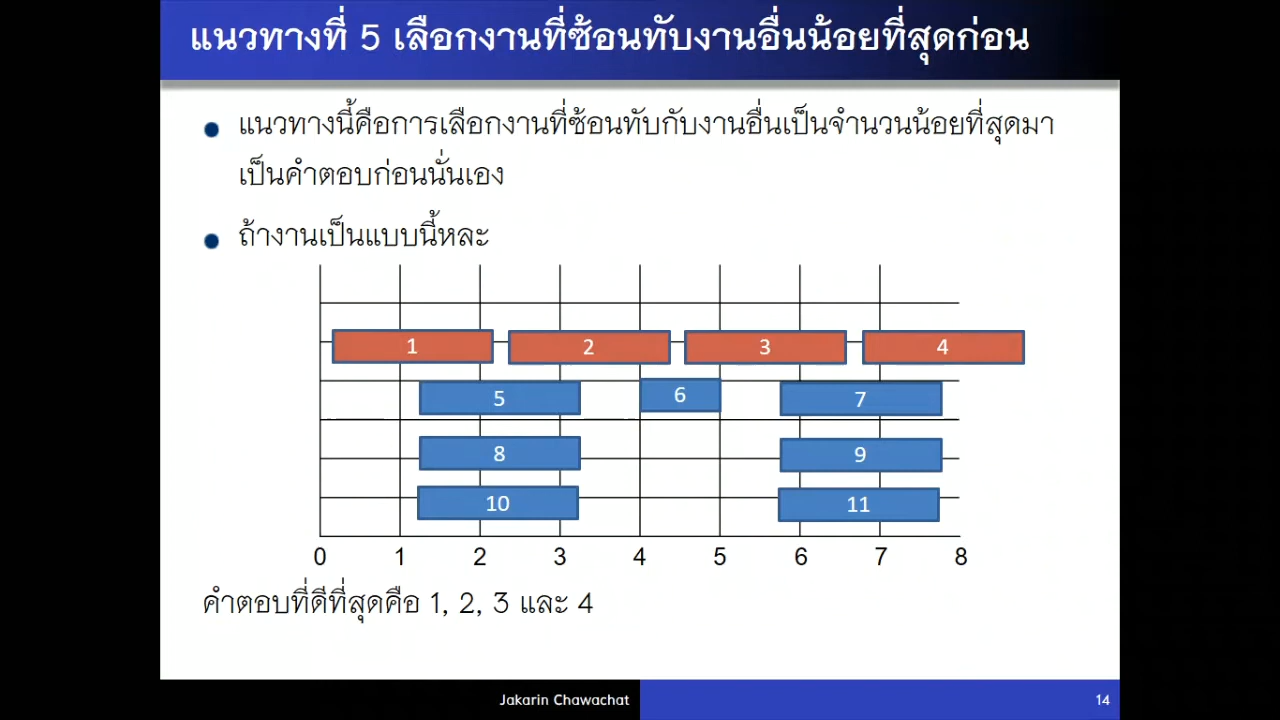 แนวทางที่ 5 เลือกงานที่ซ้อนทับงานอื่นน้อยที่สุดก่อน
แนวทางนี้คือการเลือกงานที่ซ้อนทับกับงานอื่นเป็นจำนวนน้อยที่สุดมา
เป็นคำตอบก่อนนั่นเอง
ถ้างานเป็นแบบนี้หละ
1 2 3 4
5 6 7
8 9
10 11
0 1 2 3 4 5 6 7 8
คำตอบที่ดีที่สุดคือ 1, 2, 3 และ 4
Jakarin Chawachat 14